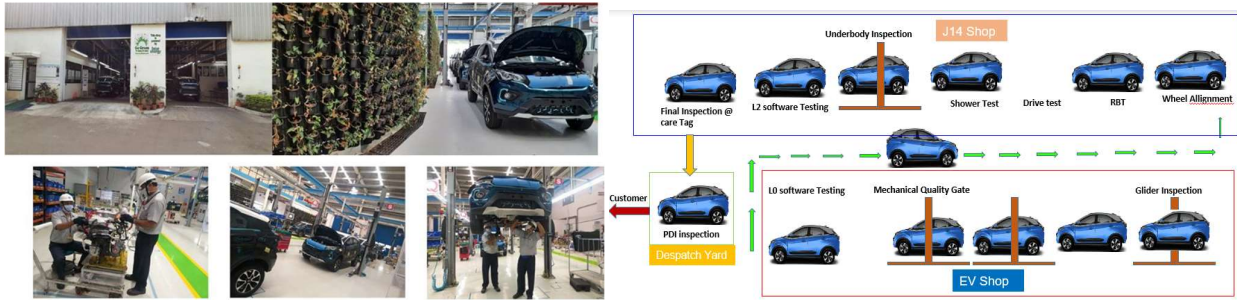 J14 Shop
Underbody Inspection
Final Inspection @
care Tag
L2 software Testing
Shower Test
Drive test
RBT
Wheel Allignment
Customer
PDI inspection
Despatch Yard
L0 software Testing
Mechanical Quality Gate
Glider Inspection
EV Shop